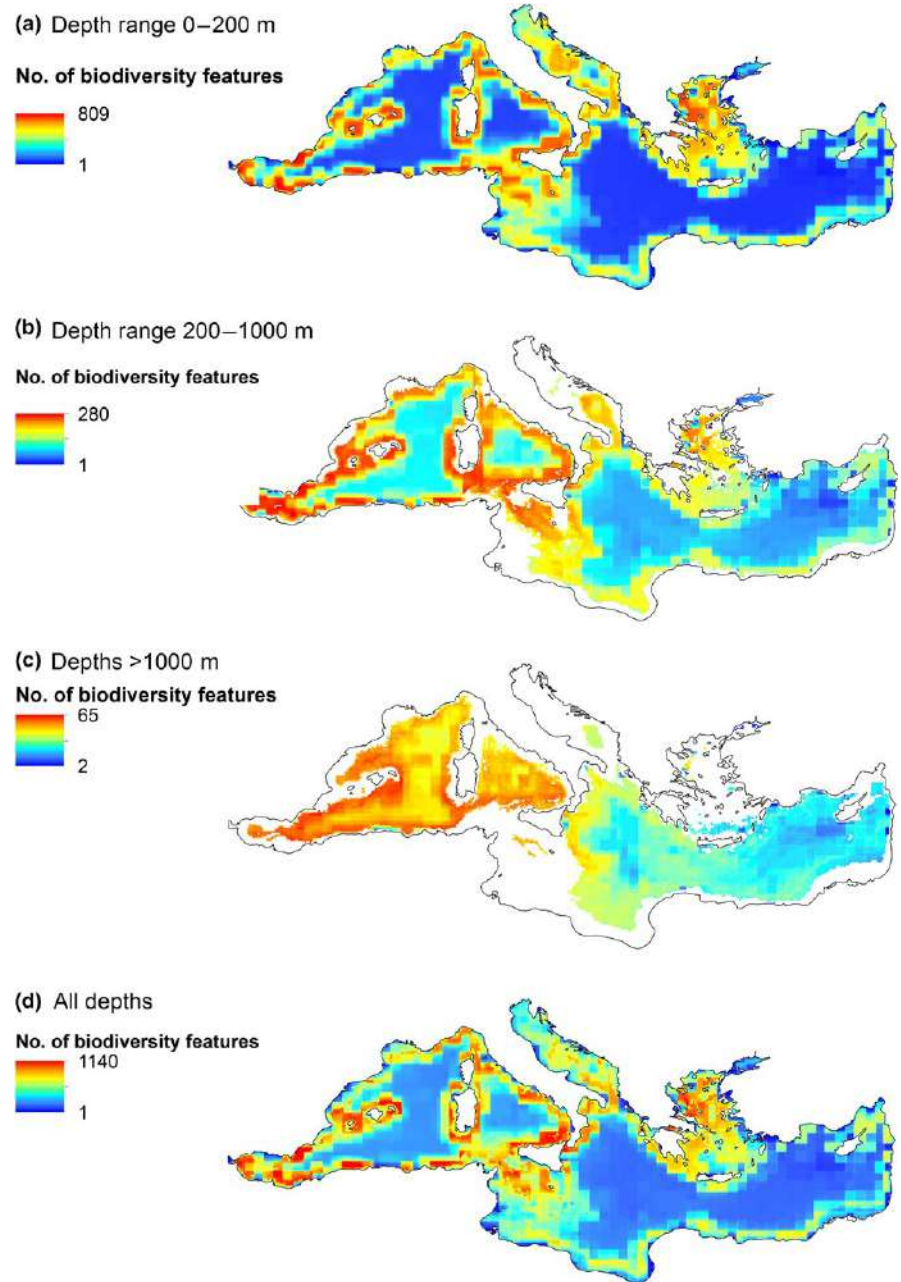 (a) Depth range 0–200 m
No. of biodiversity features
809
1
(b) Depth range 200–1000 m
No. of biodiversity features
280
1
(c) Depths >1000 m
No. of biodiversity features
65
2
(d) All depths
No. of biodiversity features
1140
1